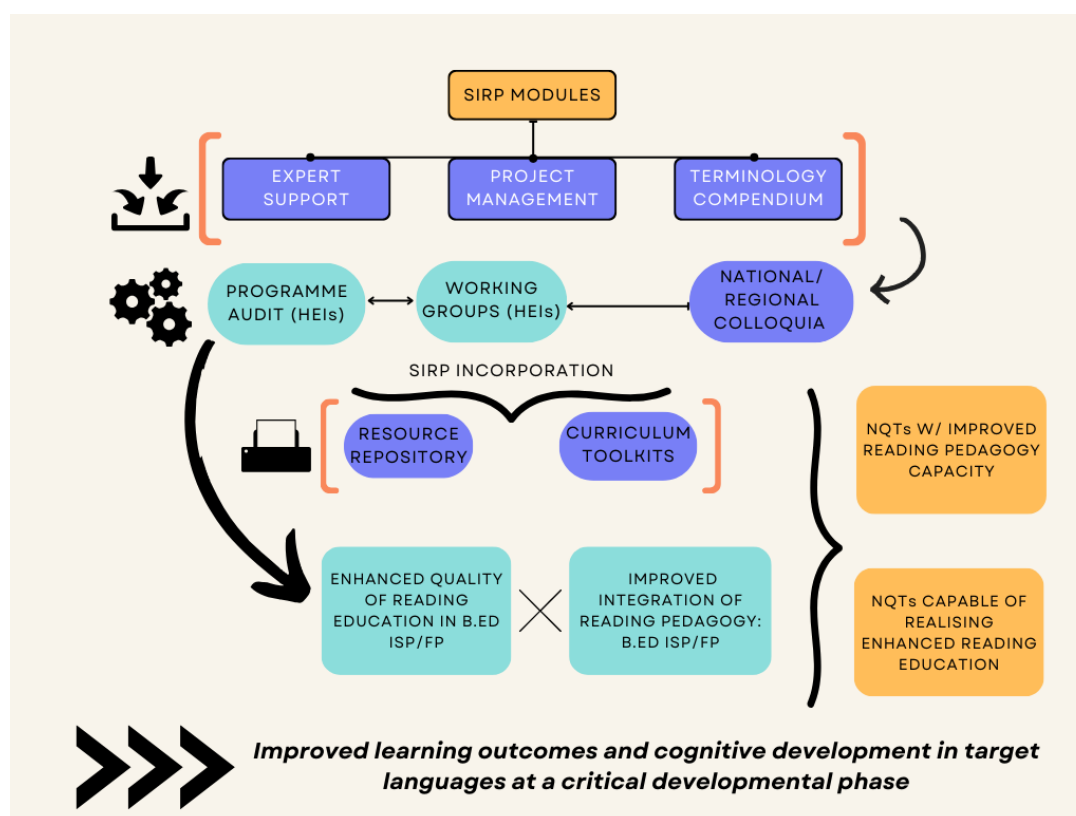 SIRP MODULES
EXPERT
SUPPORT
PROJECT
MANAGEMENT
TERMINOLOGY
COMPENDIUM
PROGRAMME
AUDIT (HEIs)
WORKING
GROUPS (HEIs)
NATIONAL/
REGIONAL
COLLOQUIA
SIRP INCORPORATION
RESOURCE
REPOSITORY
CURRICULUM
TOOLKITS
NQTs W/ IMPROVED
READING PEDAGOGY
CAPACITY
ENHANCED QUALITY
OF READING
EDUCATION IN B.ED
ISP/FP
IMPROVED
INTEGRATION OF
READING PEDAGOGY:
B.ED ISP/FP
NQTs CAPABLE OF
REALISING
ENHANCED READING
EDUCATION
Improved learning outcomes and cognitive development in target
languages at a critical developmental phase